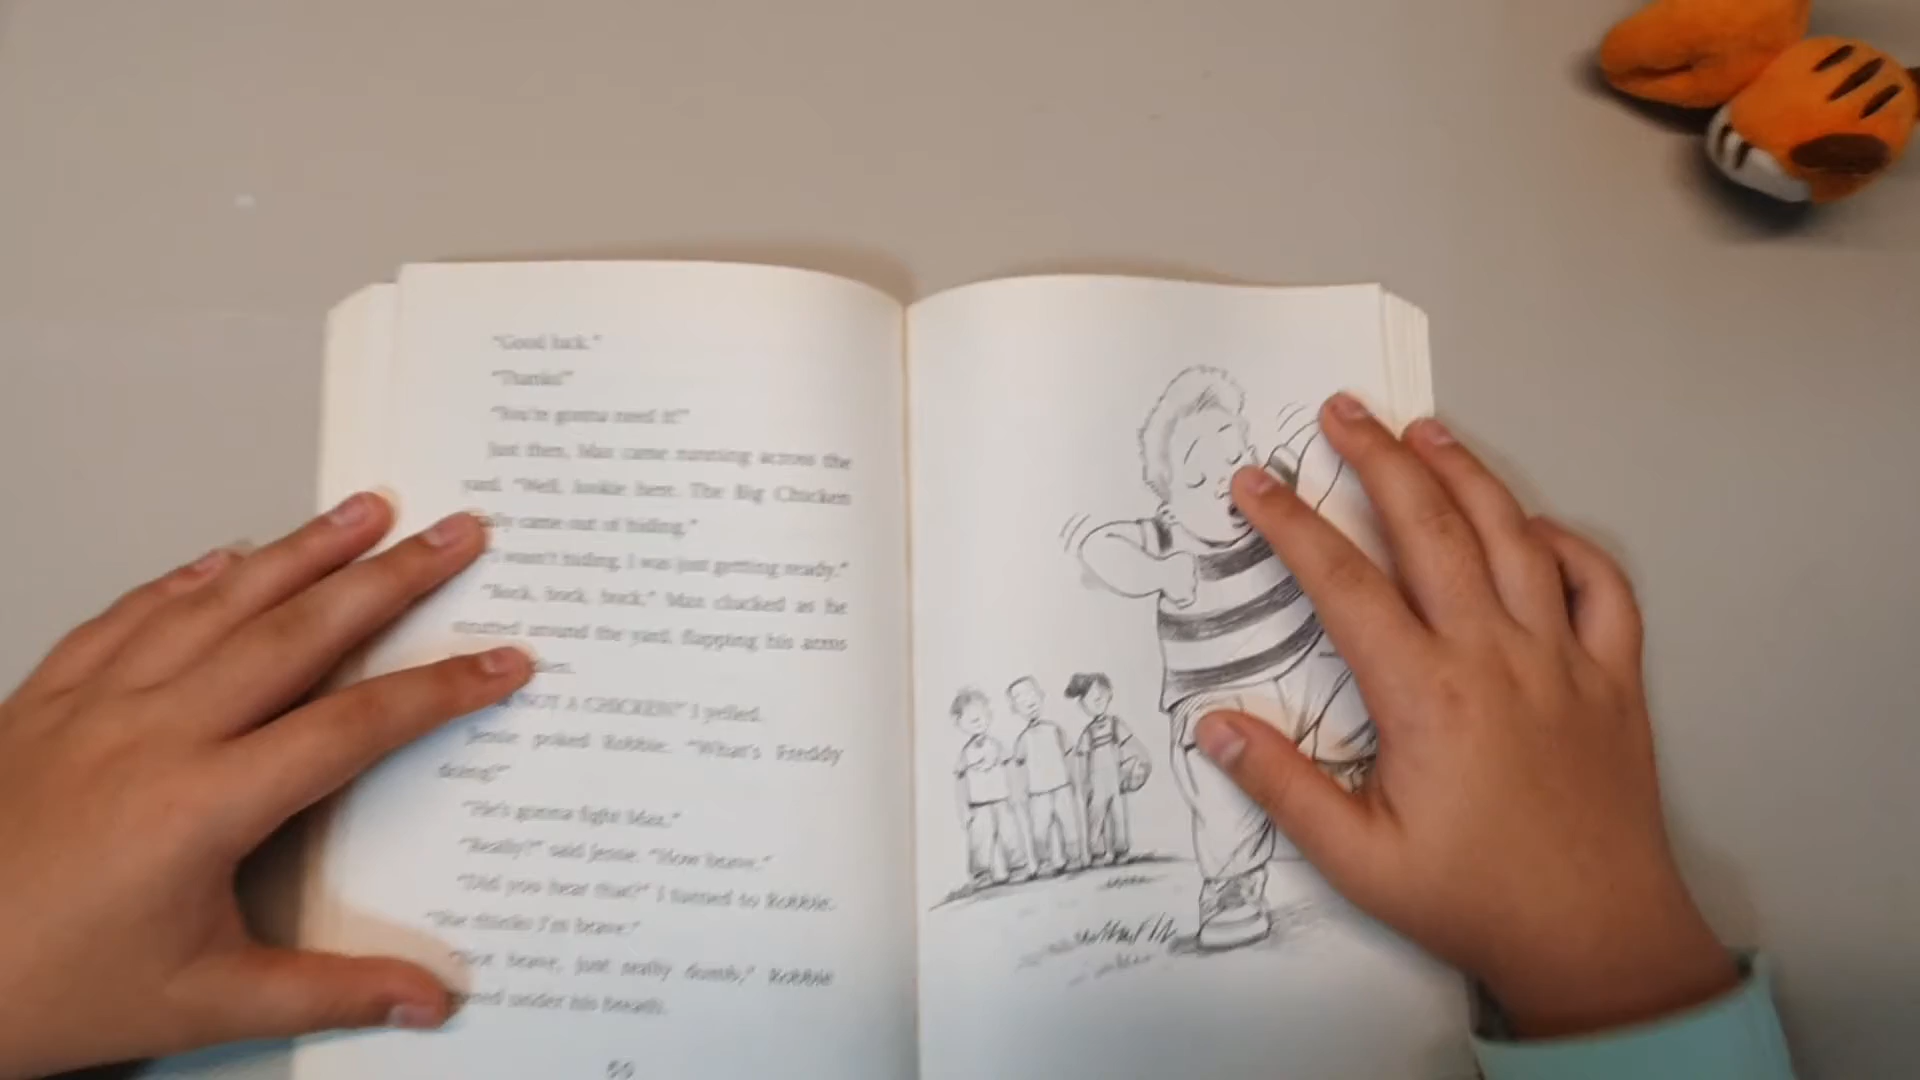 "Good luck."
"Thanks!"
"You're gonna need it!"
Just then, Max came running across the
yard. "Well, lookie here. The Big Chicken
came out of hiding."
I wasn't hiding. I was just getting ready."
"Bock, bock, bock." Max clucked as he
strutted around the yard, flapping his arms
NOT A CHICKEN!" I yelled.
Jessie poked Robbie. "What's Freddy
doing?"
"He's gonna fight Max."
"Really?" said Jessie. "How brave."
"Did you hear that?" I turned to Robbie.
"She thinks I'm brave."
"Not brave, just really dumb," Robbie
under his breath.